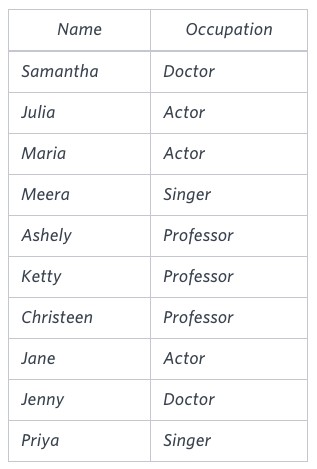 Name Occupation
Samantha Doctor
Julia Actor
Maria Actor
Meera Singer
Ashely Professor
Ketty Professor
Christeen Professor
Jane Actor
Jenny Doctor
Priya Singer